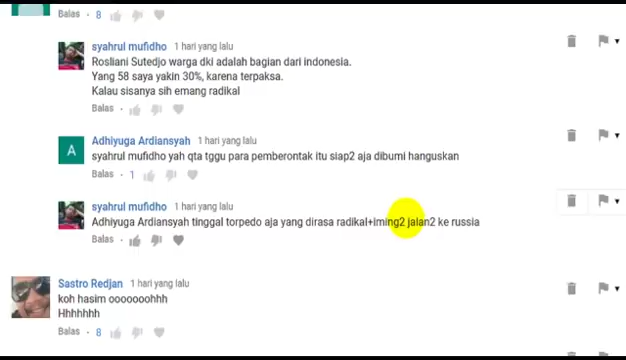 Balas 8
syahrul mufidho 1 hari yang lalu
Rosliani Sutedjo warga dki adalah bagian dari indonesia.
Yang 58 saya yakin 30%, karena terpaksa.
Kalau sisanya sih emang radikal
Balas
A
Adhiyuga Ardiansyah 1 hari yang lalu
syahrul mufidho yah qta tggu para pemberontak itu siap2 aja dibumi hanguskan
Balas 1
syahrul mufidho 1 hari yang lalu
Adhiyuga Ardiansyah tinggal torpedo aja yang dirasa radikal+iming2 jalan2 ke russia
Balas
Sastro Redjan 1 hari yang lalu
koh hasim ooooooohhh
Hhhhhhh
Balas 8